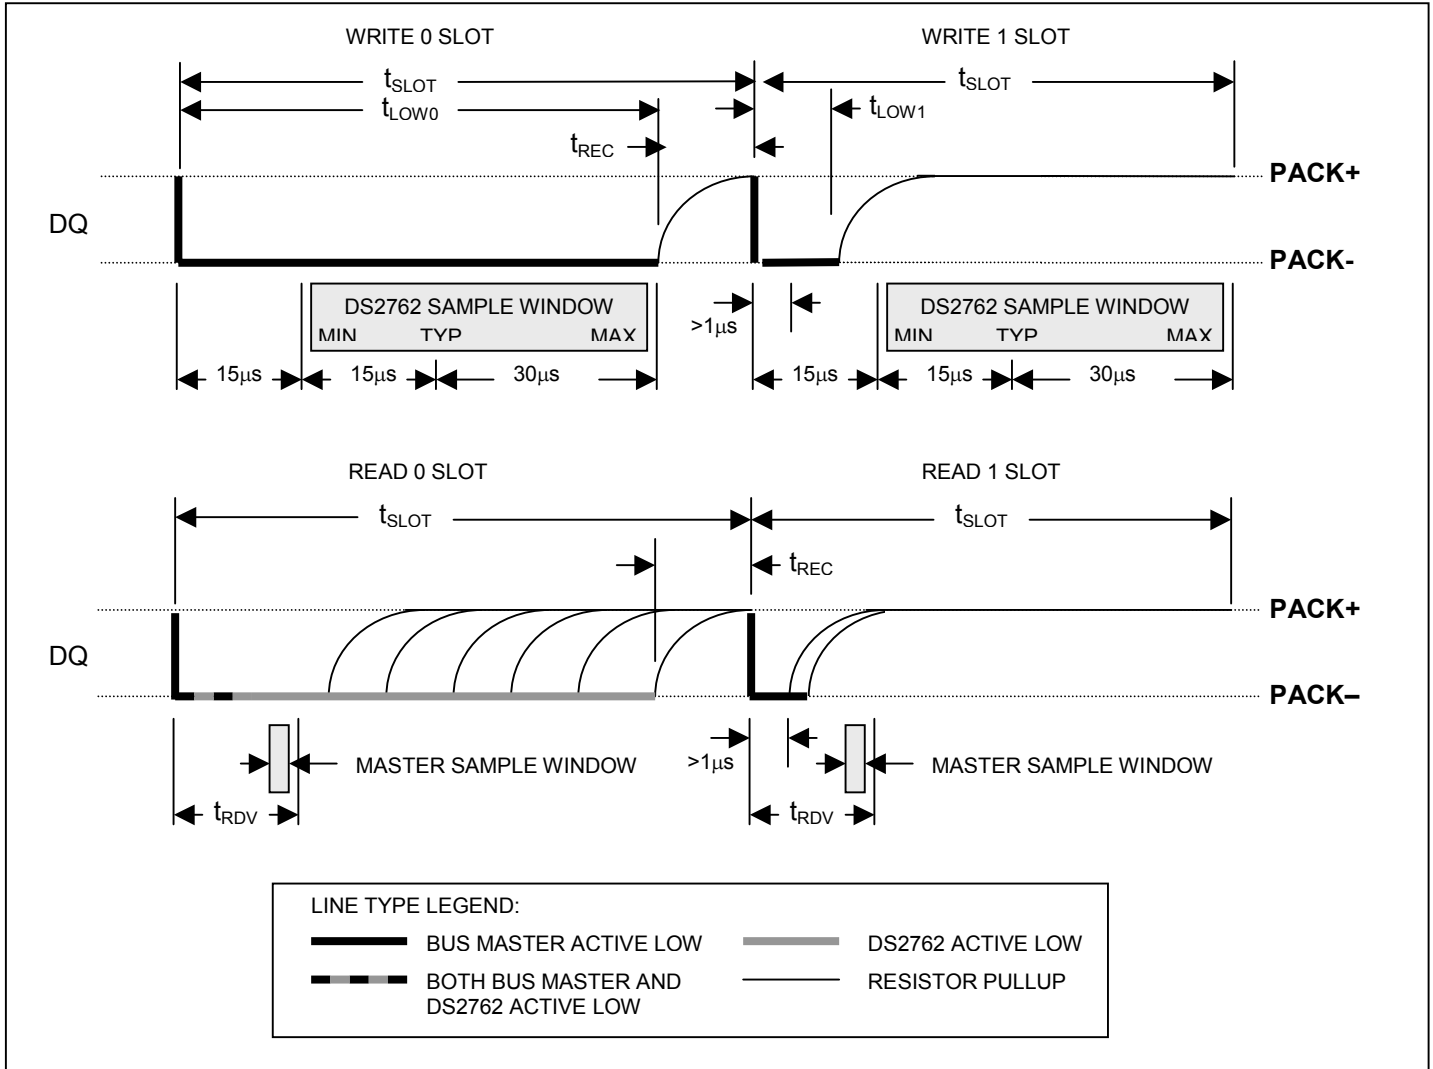 WRITE 0 SLOT WRITE 1 SLOT
tSLOT tSLOT
tLOW0 tLOW1
tREC
PACK+
DQ
PACK-
DS2762 SAMPLE WINDOW DS2762 SAMPLE WINDOW
MIN TYP MAX >1μs MIN TYP MAX
15μs 15μs 30μs 15μs 15μs 30μs
READ 0 SLOT READ 1 SLOT
tSLOT tSLOT
tREC
PACK+
DQ
PACK–
MASTER SAMPLE WINDOW >1μs MASTER SAMPLE WINDOW
tRDV tRDV
LINE TYPE LEGEND:
BUS MASTER ACTIVE LOW DS2762 ACTIVE LOW
BOTH BUS MASTER AND RESISTOR PULLUP
DS2762 ACTIVE LOW